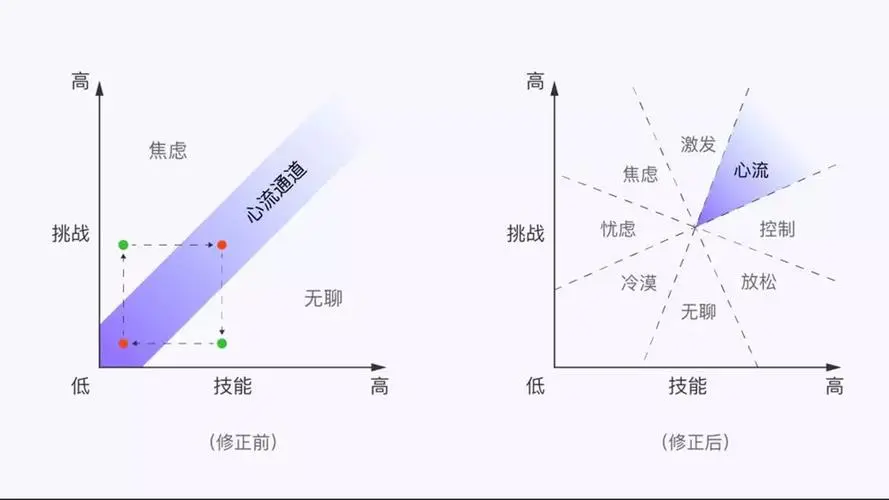 高
焦虑
心流通道
挑战
无聊
低
技能
高
(修正前)
高
激发
心流
焦虑
挑战
忧虑
控制
冷漠
放松
无聊
低
技能
高
(修正后)